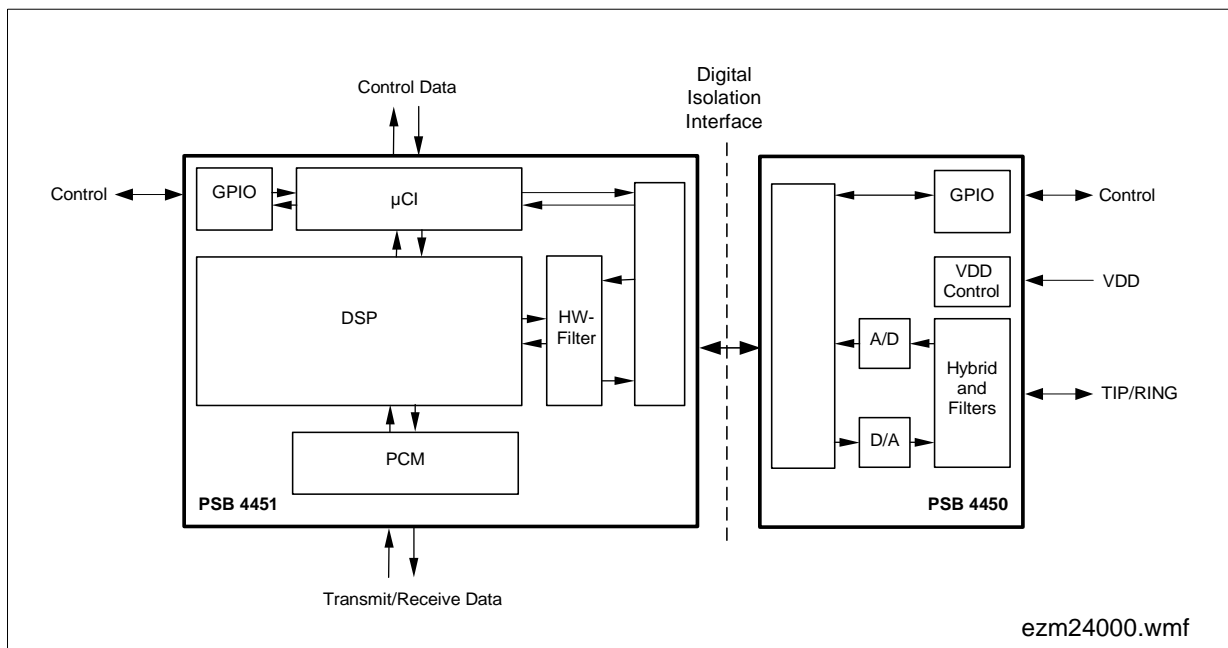 Control Data
Digital
Isolation
Interface
Control
GPIO
µCI
DSP
HW-
Filter
PCM
PSB 4451
Transmit/Receive Data
GPIO
Control
VDD
Control
VDD
A/D
Hybrid
and
Filters
TIP/RING
D/A
PSB 4450
ezm24000.wmf